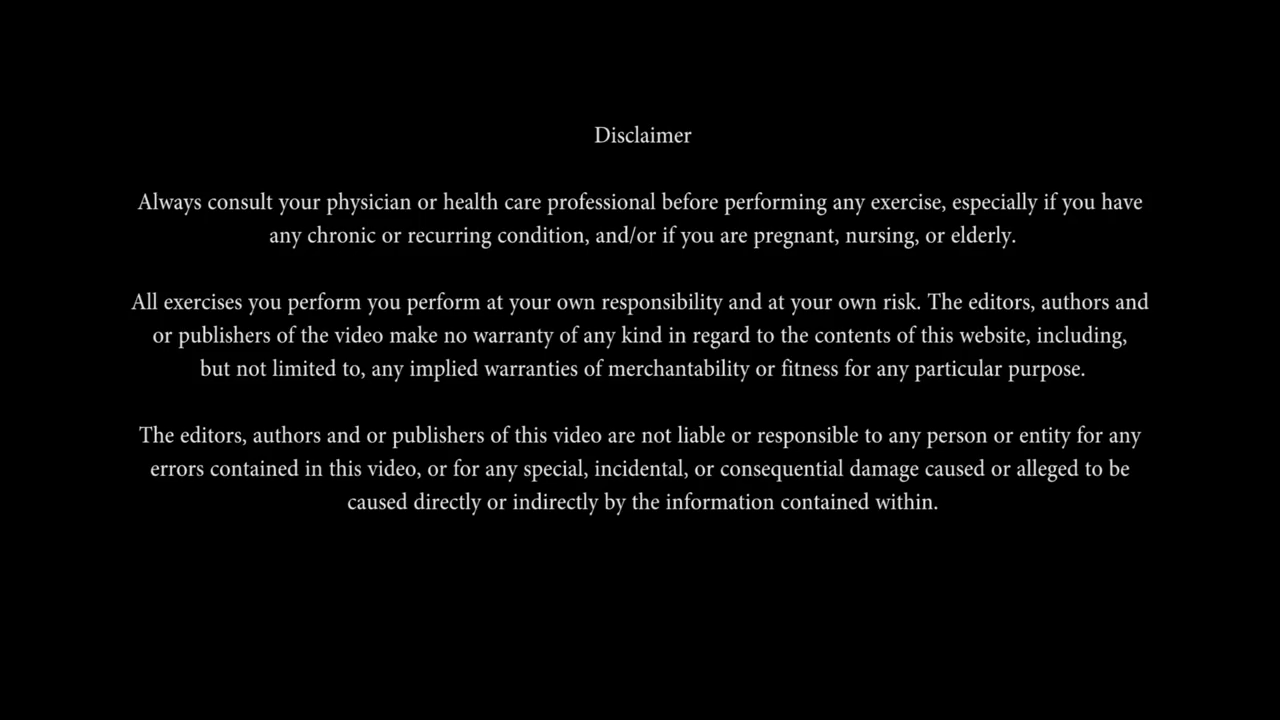 Disclaimer
Always consult your physician or health care professional before performing any exercise, especially if you have
any chronic or recurring condition, and/or if you are pregnant, nursing, or elderly.
All exercises you perform you perform at your own responsibility and at your own risk. The editors, authors and
or publishers of the video make no warranty of any kind in regard to the contents of this website, including,
but not limited to, any implied warranties of merchantability or fitness for any particular purpose.
The editors, authors and or publishers of this video are not liable or responsible to any person or entity for any
errors contained in this video, or for any special, incidental, or consequential damage caused or alleged to be
caused directly or indirectly by the information contained within.